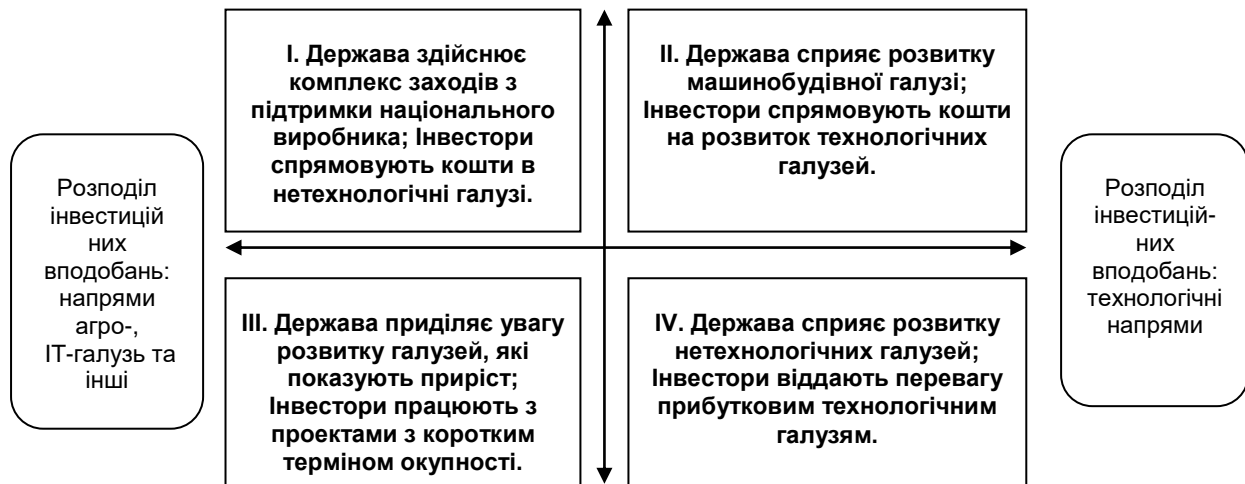 I. Держава здійснює
комплекс заходів з
підтримки національного
виробника; Інвестори
спрямовують кошти в
нетехнологічні галузі.
II. Держава сприяє розвитку
машинобудівної галузі;
Інвестори спрямовують кошти
на розвиток технологічних
галузей.
Розподіл
інвестицій
них
вподобань:
напрями
агро-,
ІТ-галузь та
інші
Розподіл
інвестицій-
них
вподобань:
технологічні
напрями
III. Держава приділяє увагу
розвитку галузей, які
показують приріст;
Інвестори працюють з
проектами з коротким
терміном окупності.
IV. Держава сприяє розвитку
нетехнологічних галузей;
Інвестори віддають перевагу
прибутковим технологічним
галузям.